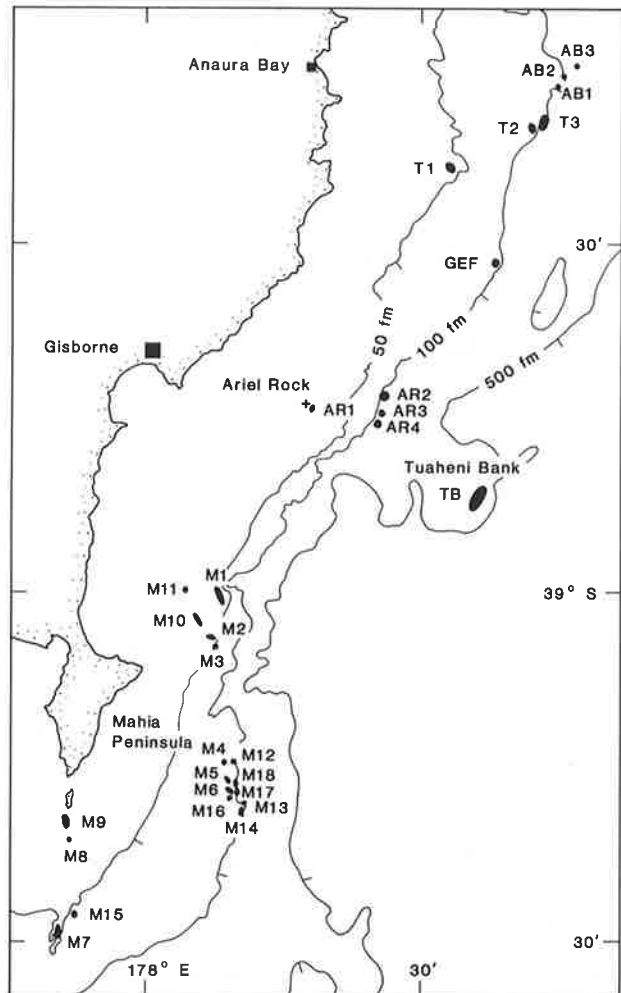 AB3
Anaura Bay
AB2
AB1
T2
T3
T1
30′
GEF
50 fm
100 fm
500 fm
Gisborne
Ariel Rock
AR1
AR2
AR3
AR4
Tuaheni Bank
TB
M11
M1
39° S
M10
M2
M3
Mahia
Peninsula
M4
M12
M5
M18
M6
M17
M16
M13
M14
M9
M8
M15
M7
30′
178° E
30′